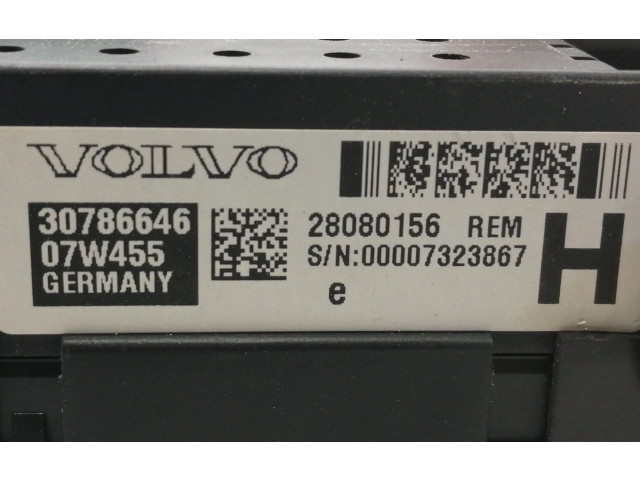 VOLVO
30786646
07W455
GERMANY
28080156 REM
S/N:00007323867
e
H